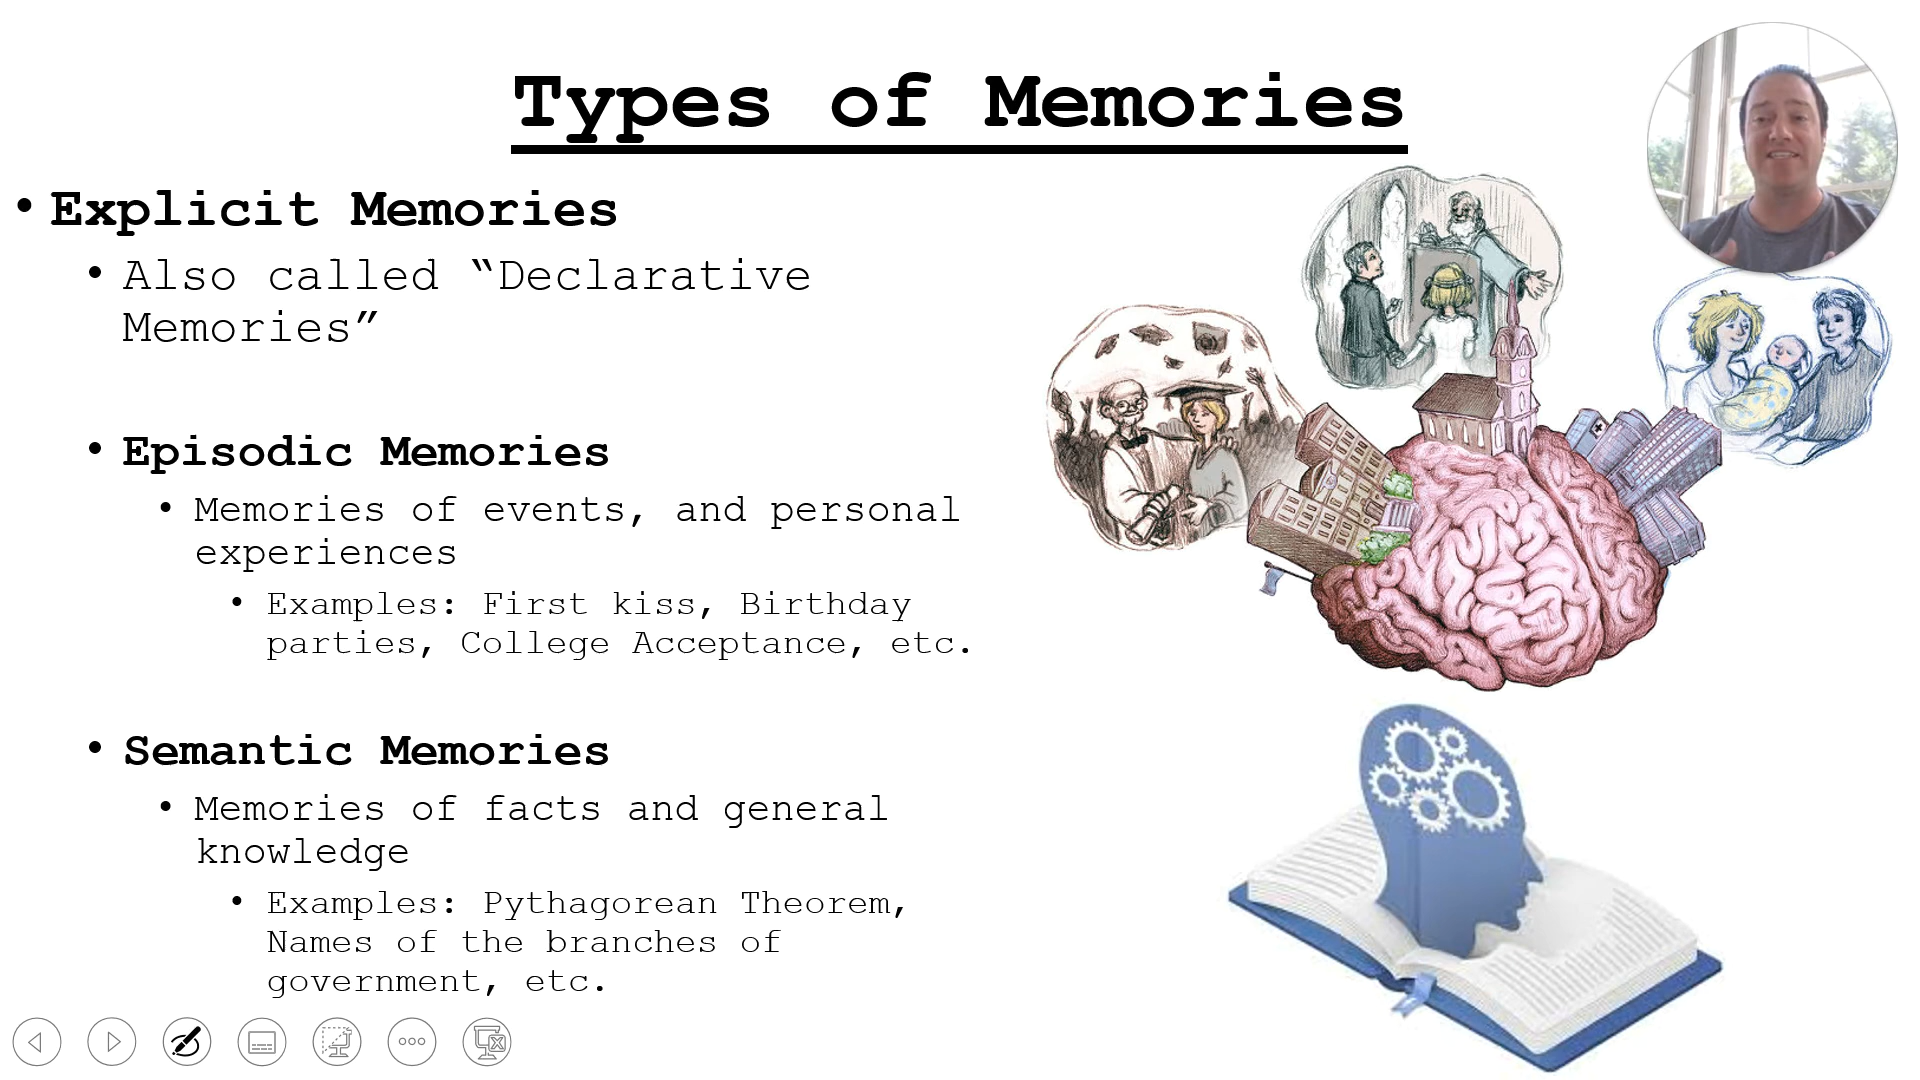 Types of Memories
• Explicit Memories
• Also called “Declarative
Memories”
• Episodic Memories
• Memories of events, and personal
experiences
• Examples: First kiss, Birthday
parties, College Acceptance, etc.
• Semantic Memories
• Memories of facts and general
knowledge
• Examples: Pythagorean Theorem,
Names of the branches of
government, etc.